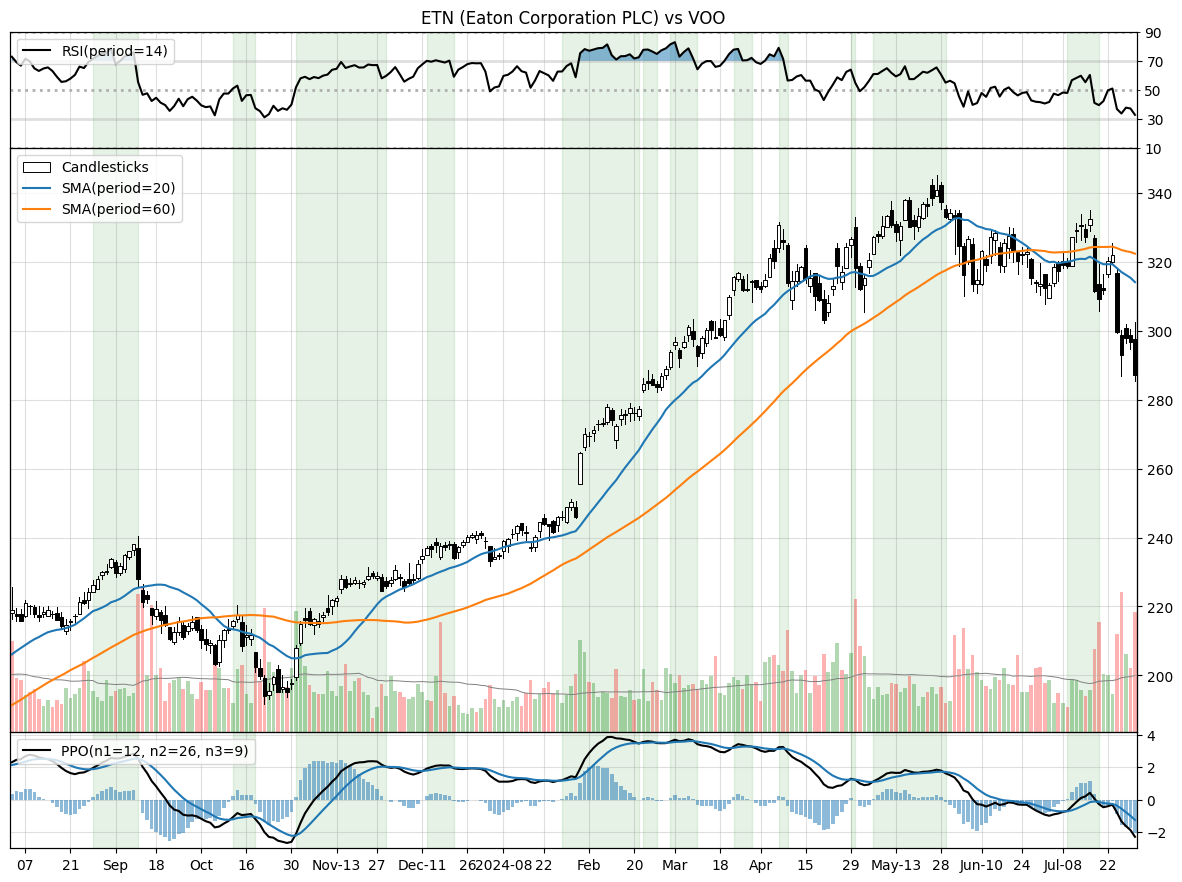 ETN (Eaton Corporation PLC) vs VOO
RSI(period=14)
90
70
50
30
10
Candlesticks
SMA(period=20)
SMA(period=60)
340
320
300
280
260
240
220
200
PPO(n1=12, n2=26, n3=9)
4
2
0
−2
07 21 Sep 18 Oct 16 30 Nov-13 27 Dec-11 26 2024-08 22 Feb 20 Mar 18 Apr 15 29 May-13 28 Jun-10 24 Jul-08 22